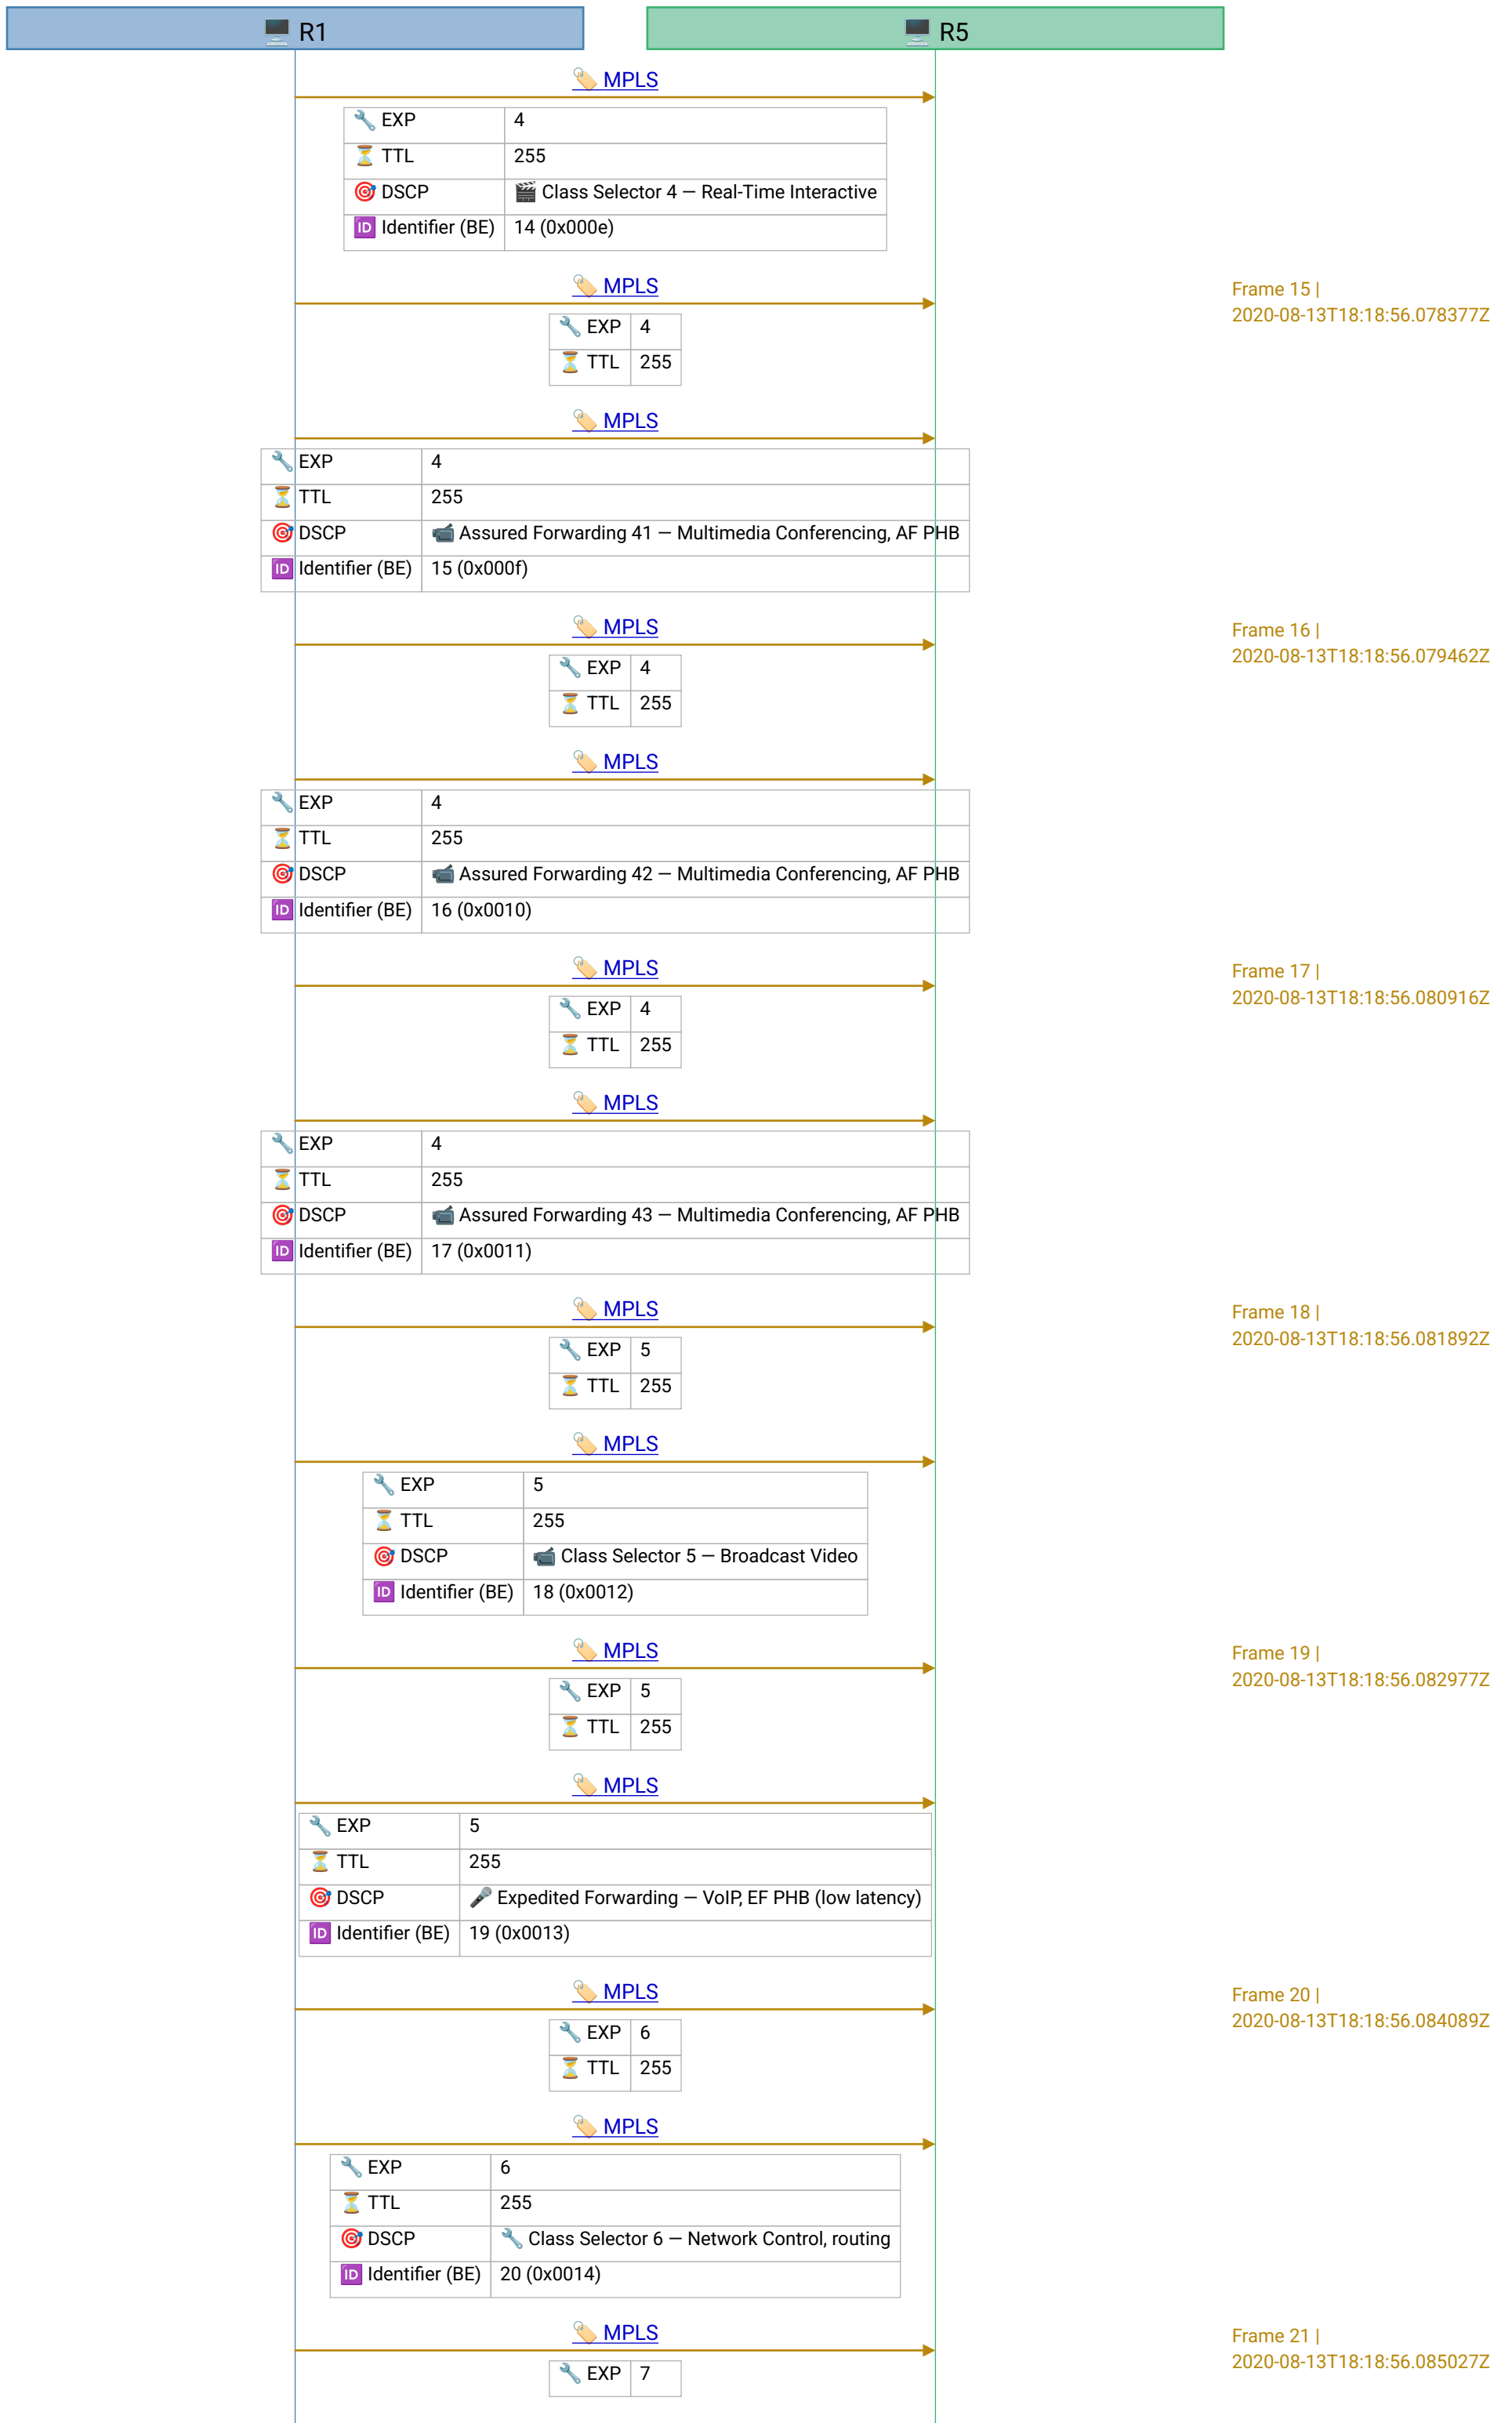 🖥️ R1
🖥️ R5
🏷️ MPLS
🔧 EXP 4
⏳ TTL 255
🎯 DSCP 🎬 Class Selector 4 — Real-Time Interactive
🆔 Identifier (BE) 14 (0x000e)
🏷️ MPLS
Frame 15 |
2020-08-13T18:18:56.078377Z
🔧 EXP 4
⏳ TTL 255
🏷️ MPLS
🔧 EXP 4
⏳ TTL 255
🎯 DSCP 📹 Assured Forwarding 41 — Multimedia Conferencing, AF PHB
🆔 Identifier (BE) 15 (0x000f)
🏷️ MPLS
Frame 16 |
2020-08-13T18:18:56.079462Z
🔧 EXP 4
⏳ TTL 255
🏷️ MPLS
🔧 EXP 4
⏳ TTL 255
🎯 DSCP 📹 Assured Forwarding 42 — Multimedia Conferencing, AF PHB
🆔 Identifier (BE) 16 (0x0010)
🏷️ MPLS
Frame 17 |
2020-08-13T18:18:56.080916Z
🔧 EXP 4
⏳ TTL 255
🏷️ MPLS
🔧 EXP 4
⏳ TTL 255
🎯 DSCP 📹 Assured Forwarding 43 — Multimedia Conferencing, AF PHB
🆔 Identifier (BE) 17 (0x0011)
🏷️ MPLS
Frame 18 |
2020-08-13T18:18:56.081892Z
🔧 EXP 5
⏳ TTL 255
🏷️ MPLS
🔧 EXP 5
⏳ TTL 255
🎯 DSCP 📹 Class Selector 5 — Broadcast Video
🆔 Identifier (BE) 18 (0x0012)
🏷️ MPLS
Frame 19 |
2020-08-13T18:18:56.082977Z
🔧 EXP 5
⏳ TTL 255
🏷️ MPLS
🔧 EXP 5
⏳ TTL 255
🎯 DSCP 🎤 Expedited Forwarding — VoIP, EF PHB (low latency)
🆔 Identifier (BE) 19 (0x0013)
🏷️ MPLS
Frame 20 |
2020-08-13T18:18:56.084089Z
🔧 EXP 6
⏳ TTL 255
🏷️ MPLS
🔧 EXP 6
⏳ TTL 255
🎯 DSCP 🔧 Class Selector 6 — Network Control, routing
🆔 Identifier (BE) 20 (0x0014)
🏷️ MPLS
Frame 21 |
2020-08-13T18:18:56.085027Z
🔧 EXP 7